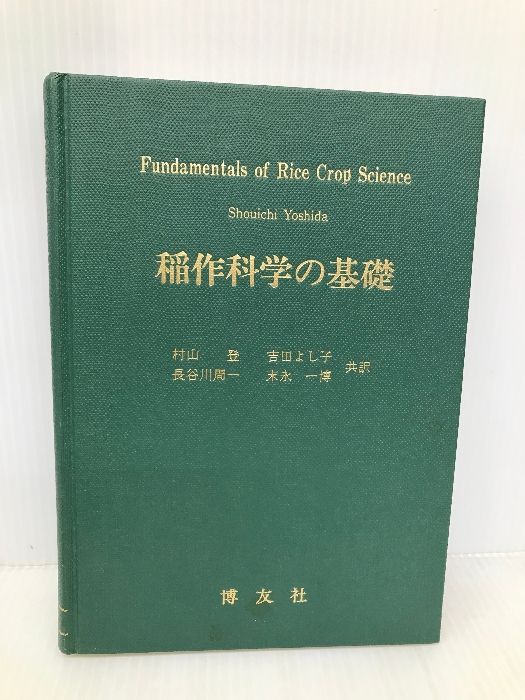 Fundamentals of Rice Crop Science
Shouichi Yoshida
稲作科学の基礎
村山 登 吉田よし子
長谷川周一 末永 一博 共訳
博友社